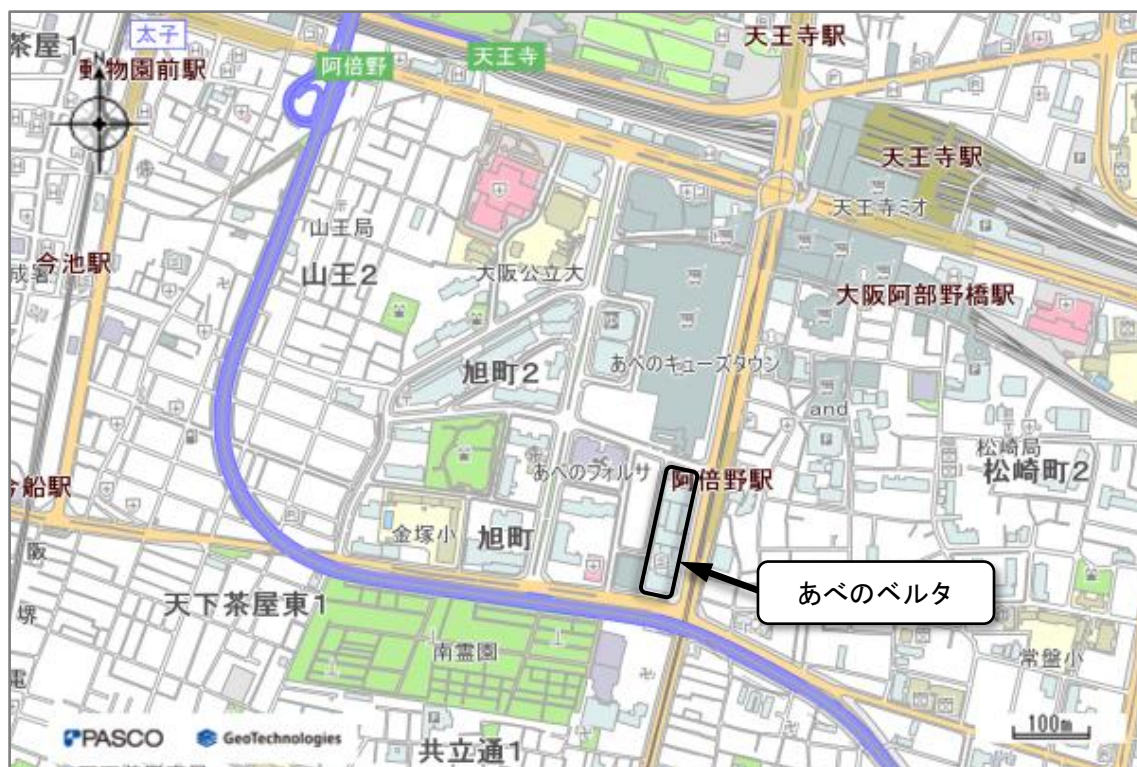 茶屋1
太子
動物園前駅
阿倍野
天王寺
天王寺駅
天王寺駅
天王寺ミオ
山王局
山王2
今池駅
大阪公立大
大阪阿部野橋駅
旭町2
あべのキューズタウン
and
松崎局
松崎町2
あべのフォルサ
阿倍野駅
今船駅
金塚小
旭町
あべのベルタ
天下茶屋東1
阪
堺
電
南霊園
常盤小
100m
PASCO
GeoTechnologies
共立通1